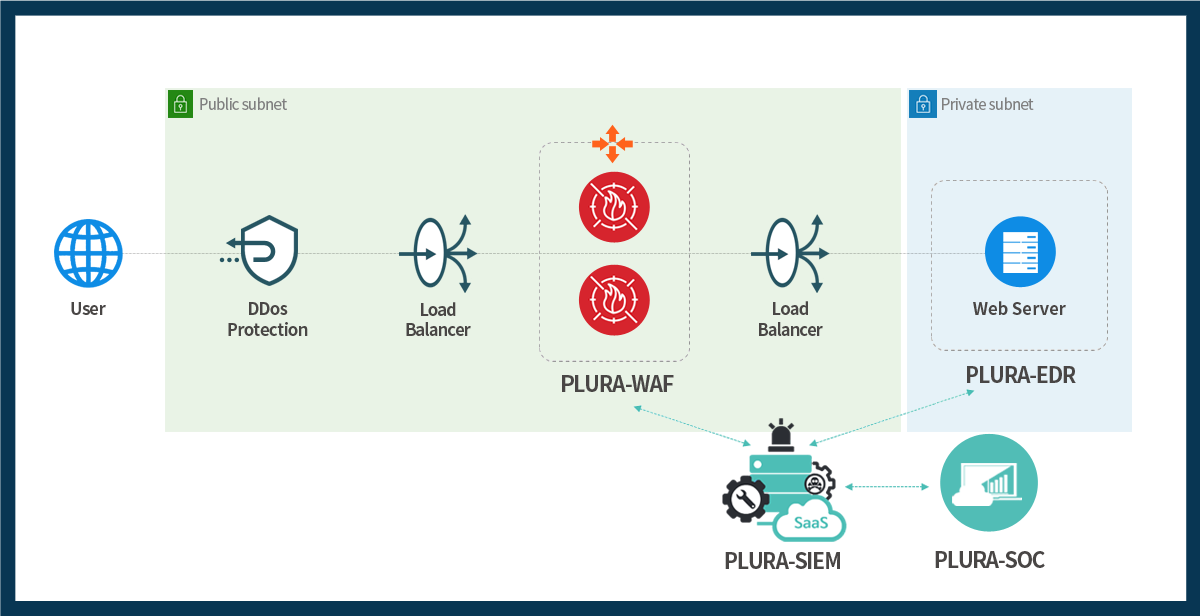 Public subnet
Private subnet
User
DDos
Protection
Load
Balancer
PLURA-WAF
Load
Balancer
Web Server
PLURA-EDR
SaaS
PLURA-SIEM
PLURA-SOC